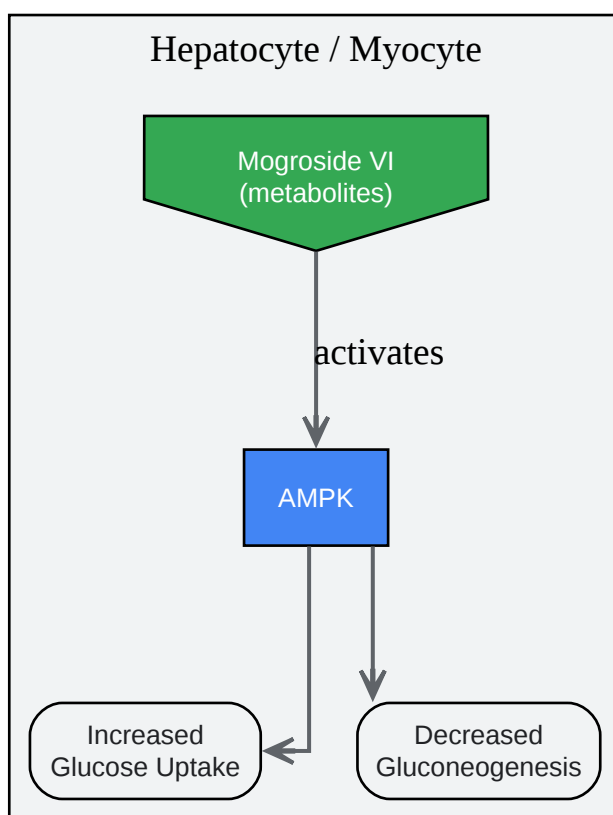 Hepatocyte / Myocyte
Mogroside VI
(metabolites)
activates
AMPK
Increased
Glucose Uptake
Decreased
Gluconeogenesis